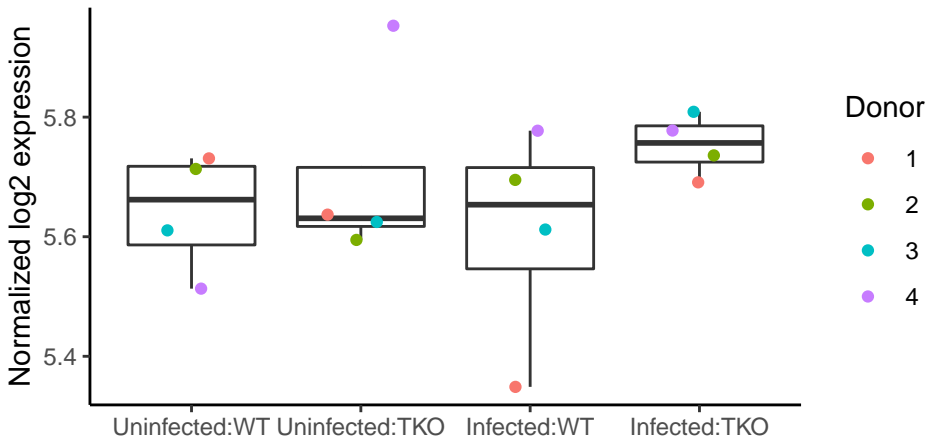 Normalized log2 expression
5.8
5.6
5.4
Uninfected:WT Uninfected:TKO Infected:WT Infected:TKO
Donor
1
2
3
4